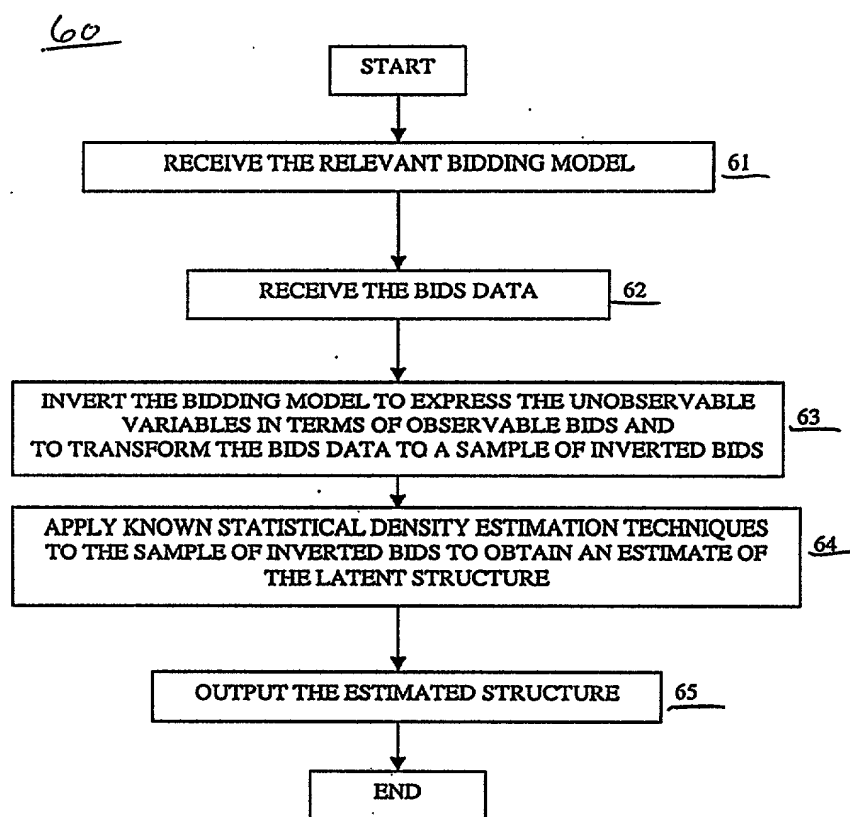 60
START
RECEIVE THE RELEVANT BIDDING MODEL
61
RECEIVE THE BIDS DATA
62
INVERT THE BIDDING MODEL TO EXPRESS THE UNOBSERVABLE
VARIABLES IN TERMS OF OBSERVABLE BIDS AND
TO TRANSFORM THE BIDS DATA TO A SAMPLE OF INVERTED BIDS
63
APPLY KNOWN STATISTICAL DENSITY ESTIMATION TECHNIQUES
TO THE SAMPLE OF INVERTED BIDS TO OBTAIN AN ESTIMATE OF
THE LATENT STRUCTURE
64
OUTPUT THE ESTIMATED STRUCTURE
65
END